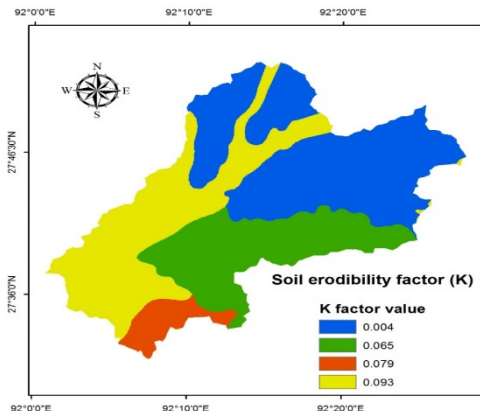 92°0'0"E 92°10'0"E 92°20'0"E
N
W E
S
27°46'30"N
27°36'0"N
Soil erodibility factor (K)
K factor value
0.004
0.065
0.079
0.093
92°0'0"E 92°10'0"E 92°20'0"E